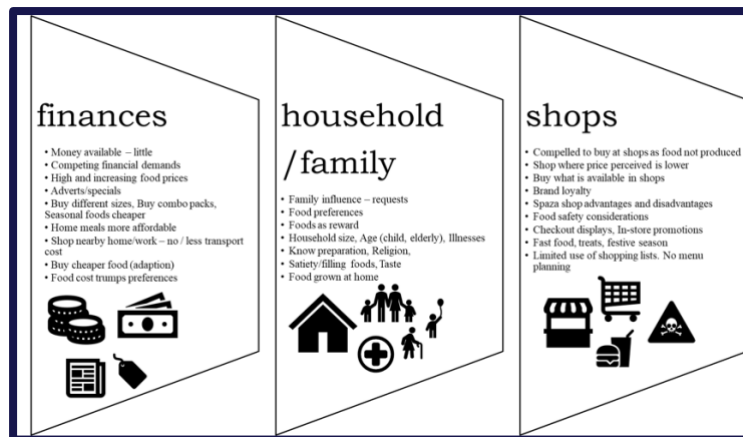 finances
• Money available – little
• Competing financial demands
• High and increasing food prices
• Adverts/specials
• Buy different sizes, Buy combo packs,
Seasonal foods cheaper
• Home meals more affordable
• Shop nearby home/work – no / less transport
cost
• Buy cheaper food (adaption)
• Food cost trumps preferences
household
/family
• Family influence – requests
• Food preferences
• Foods as reward
• Household size, Age (child, elderly), Illnesses
• Know preparation, Religion,
• Satiety/filling foods, Taste
• Food grown at home
shops
• Compelled to buy at shops as food not produced
• Shop where price perceived is lower
• Buy what is available in shops
• Brand loyalty
• Spaza shop advantages and disadvantages
• Food safety considerations
• Checkout displays, In-store promotions
• Fast food, treats, festive season
• Limited use of shopping lists. No menu
planning